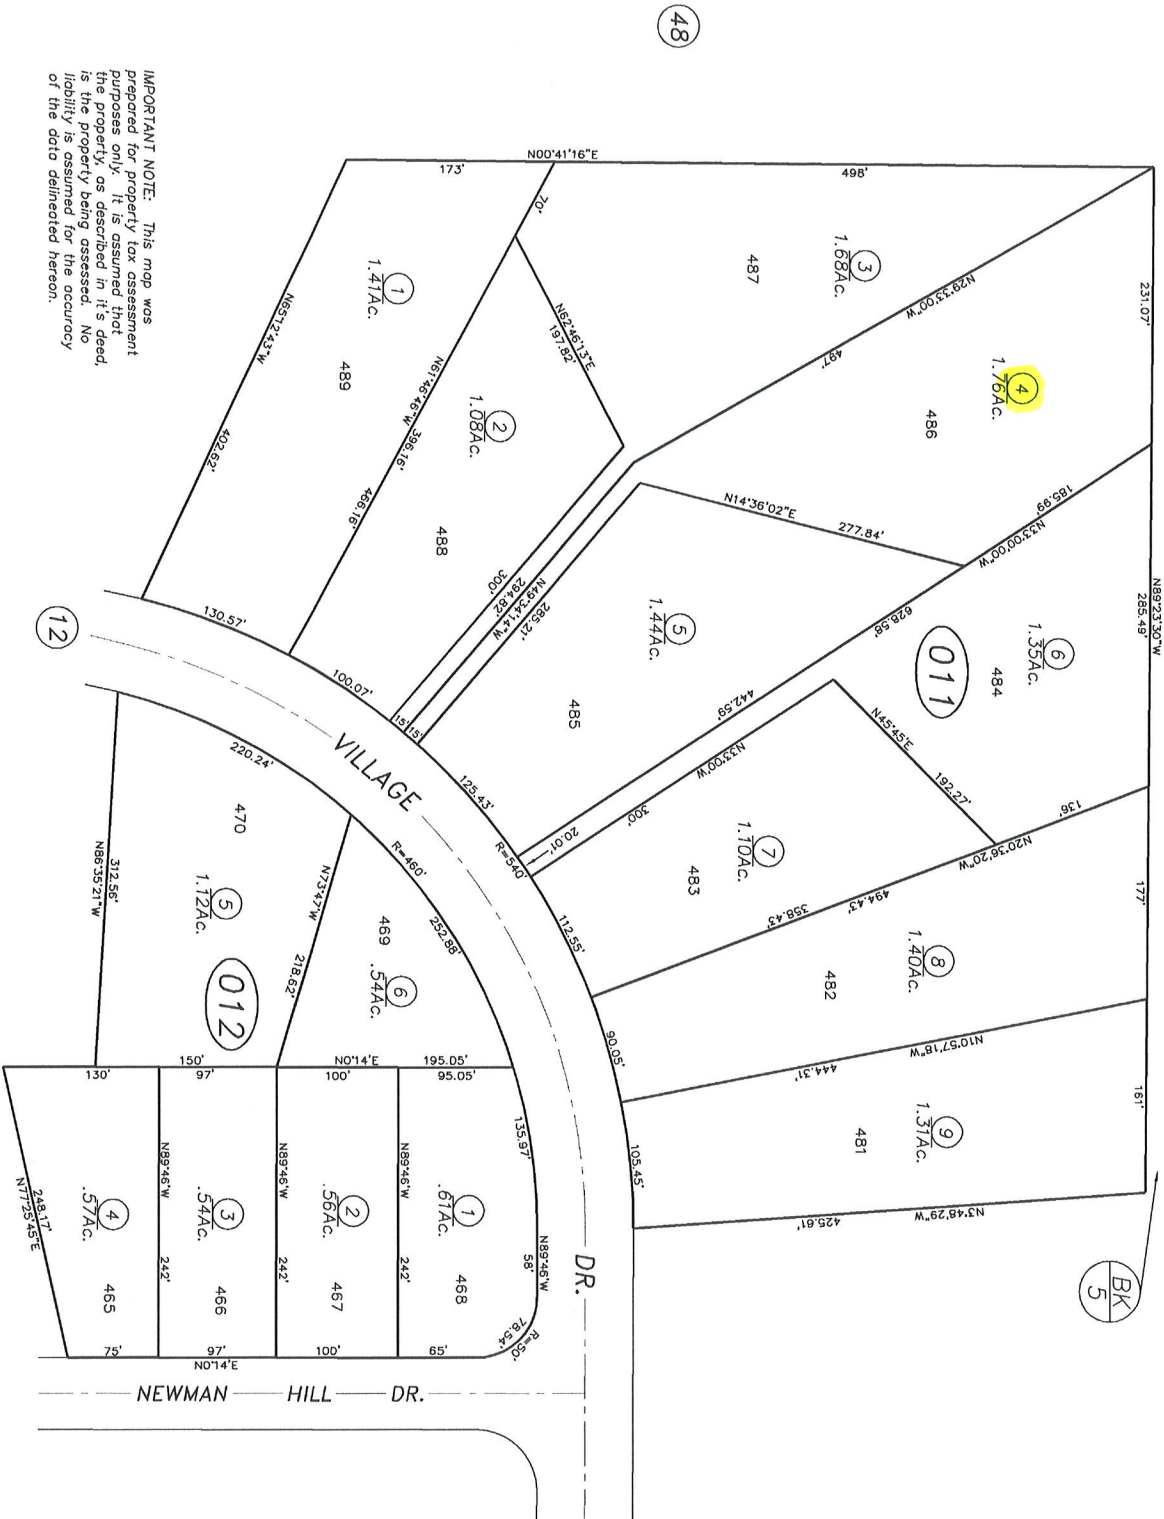 48
IMPORTANT NOTE: This map was
prepared for property tax assessment
purposes only. It is assumed that
the property, as described in it's deed,
is the property being assessed. No
liability is assumed for the accuracy
of the data delineated hereon.
N00°41'16"E
173'
498'
70'
1
1.41Ac.
489
N65°12'43"W
402.62'
N61°46'46"W 396.16'
466.16'
2
1.08Ac.
488
N62°46'13"E
197.82'
3
1.68Ac.
487
N29°33'00"W
497'
231.07'
4
1.76Ac.
486
185.99'
N33°00'00"W
628.58'
442.59'
N14°36'02"E
277.84'
5
1.44Ac.
485
300'
294.82'
N49°34'14"W
285.21'
15'
15'
N89°23'30"W
285.49'
6
1.35Ac.
484
011
N45°45'E
192.27'
N33°00'W
300'
20.01'
7
1.10Ac.
483
136'
N20°36'20"W
494.43'
358.43'
177'
8
1.40Ac.
482
N10°57'18"W
444.31'
161'
9
1.31Ac.
481
N3°48'29"W
425.61'
BK
5
12
130.57'
100.07'
125.43'
R=540'
112.55'
90.05'
105.45'
VILLAGE
DR.
220.24'
R=460'
252.88'
135.97'
470
5
1.12Ac.
312.56'
N86°35'21"W
N73°47'W
218.62'
469
6
.54Ac.
012
150'
N0°14'E
195.05'
130'
97'
100'
95.05'
1
.61Ac.
468
N89°46'W
58'
78.54'
R=50'
N89°46'W
242'
2
.56Ac.
467
N89°46'W
242'
3
.54Ac.
466
N89°46'W
242'
4
.57Ac.
465
248.17'
N77°25'45"E
75'
97'
100'
65'
N0°14'E
NEWMAN HILL DR.